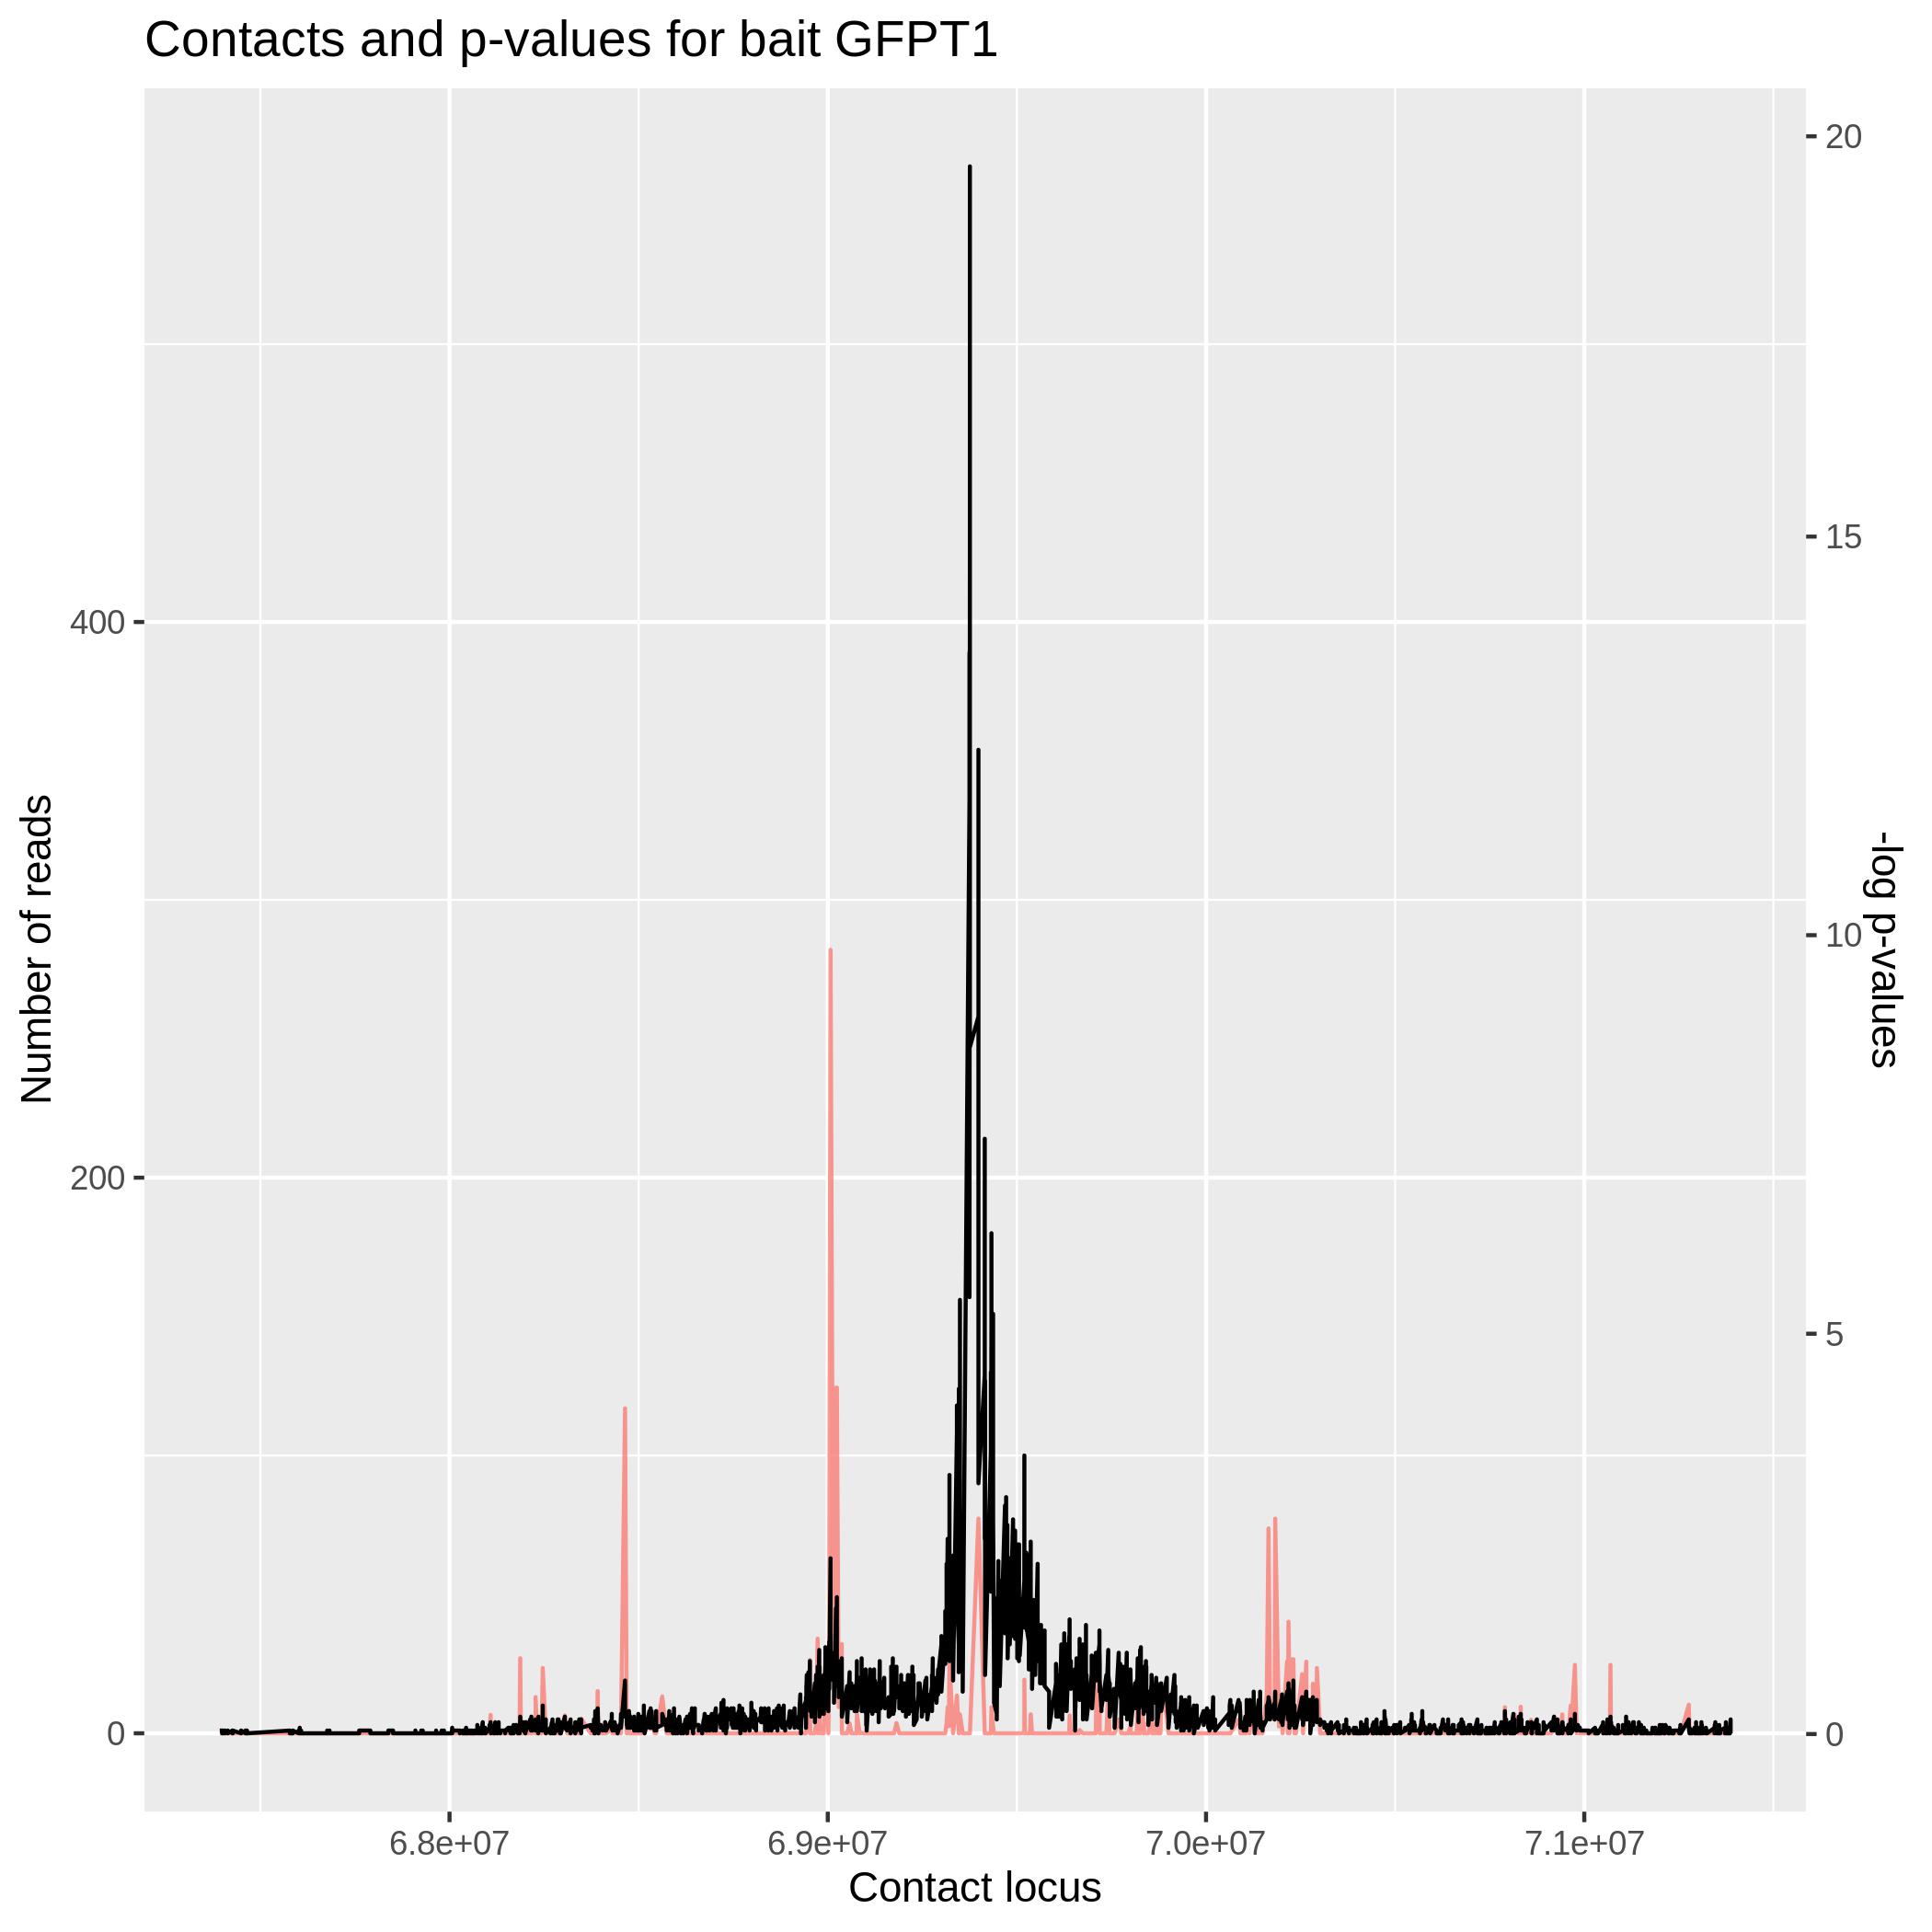 Contacts and p-values for bait GFPT1
20
15
10
5
0
-log p-values
400
200
0
Number of reads
6.8e+07
6.9e+07
7.0e+07
7.1e+07
Contact locus